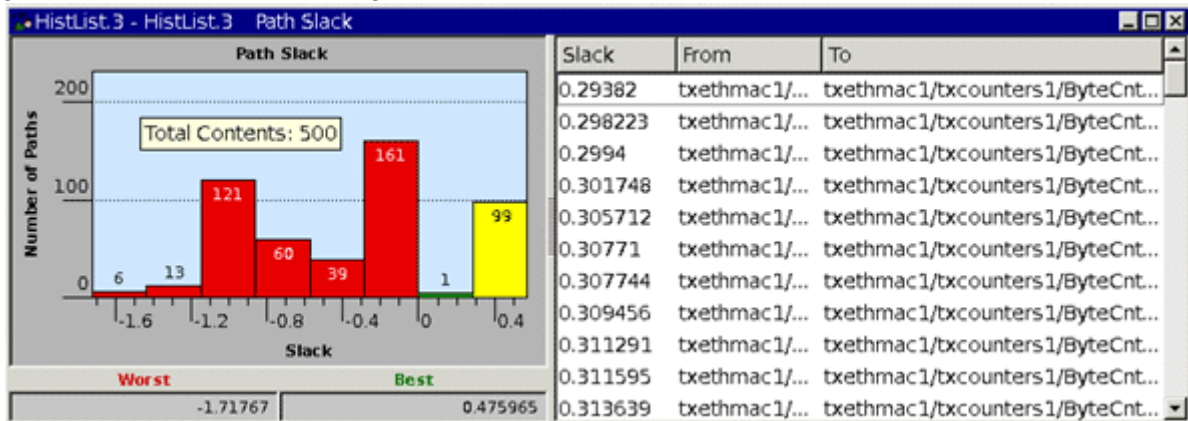 HistList.3 - HistList.3 Path Slack
Path Slack
Number of Paths
200
100
0
Total Contents: 500
6
13
121
60
39
161
1
99
-1.6 -1.2 -0.8 -0.4 0 0.4
Slack
Worst Best
-1.71767 0.475965
Slack From To
0.29382 txethmac1/... txethmac1/txcounters1/ByteCnt...
0.298223 txethmac1/... txethmac1/txcounters1/ByteCnt...
0.2994 txethmac1/... txethmac1/txcounters1/ByteCnt...
0.301748 txethmac1/... txethmac1/txcounters1/ByteCnt...
0.305712 txethmac1/... txethmac1/txcounters1/ByteCnt...
0.30771 txethmac1/... txethmac1/txcounters1/ByteCnt...
0.307744 txethmac1/... txethmac1/txcounters1/ByteCnt...
0.309456 txethmac1/... txethmac1/txcounters1/ByteCnt...
0.311291 txethmac1/... txethmac1/txcounters1/ByteCnt...
0.311595 txethmac1/... txethmac1/txcounters1/ByteCnt...
0.313639 txethmac1/... txethmac1/txcounters1/ByteCnt...